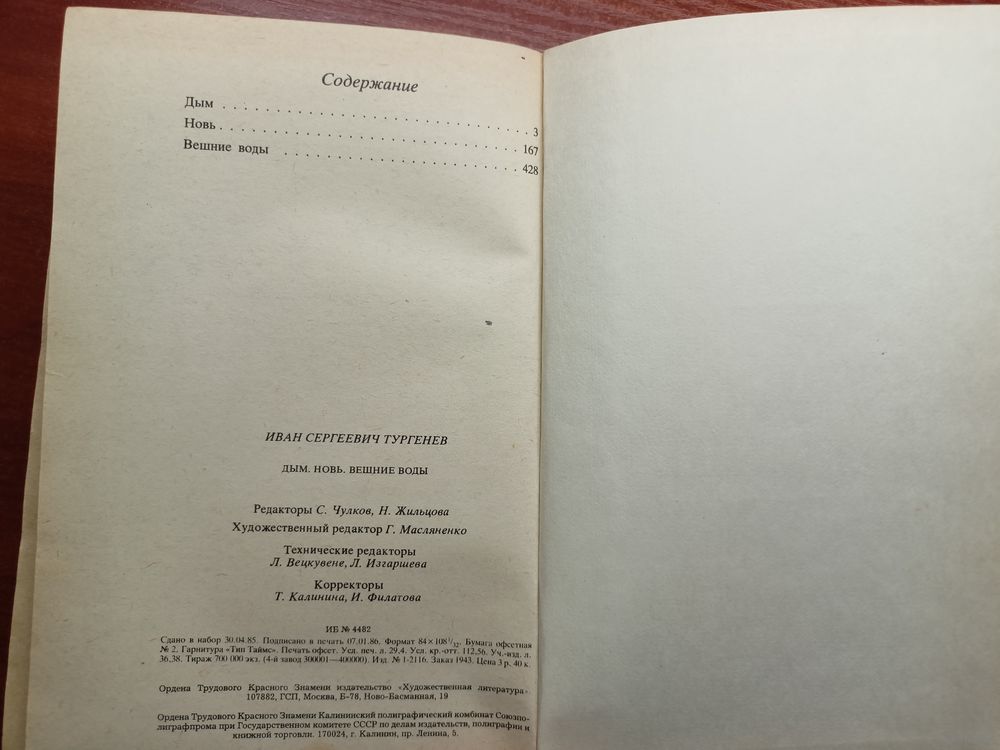 Содержание
Дым . . . . . . . . . . . . . . . . . . . . . . . . . . . . . 3
Новь . . . . . . . . . . . . . . . . . . . . . . . . . . . . 167
Вешние воды . . . . . . . . . . . . . . . . . . . . . . 428
ИВАН СЕРГЕЕВИЧ ТУРГЕНЕВ
ДЫМ. НОВЬ. ВЕШНИЕ ВОДЫ
Редакторы С. Чулков, Н. Жильцова
Художественный редактор Г. Масляненко
Технические редакторы
Л. Вецкувене, Л. Изгаршева
Корректоры
Т. Калинина, И. Филатова
ИБ № 4482
Сдано в набор 30.04.85. Подписано в печать 07.01.86. Формат 84×108 1/32. Бумага офсетная
№ 2. Гарнитура «Тип Таймс». Печать офсет. Усл. печ. л. 29,4. Усл. кр.-отт. 112,56. Уч.-изд. л.
36,38. Тираж 700 000 экз. (4-й завод 300001—400000). Изд. № 1-2116. Заказ 1943. Цена 3 р. 40 к.
Ордена Трудового Красного Знамени издательство «Художественная литература».
107882, ГСП, Москва, Б-78, Ново-Басманная, 19
Ордена Трудового Красного Знамени Калининский полиграфический комбинат Союзпо-
лиграфпрома при Государственном комитете СССР по делам издательств, полиграфии и
книжной торговли. 170024, г. Калинин, пр. Ленина, 5.